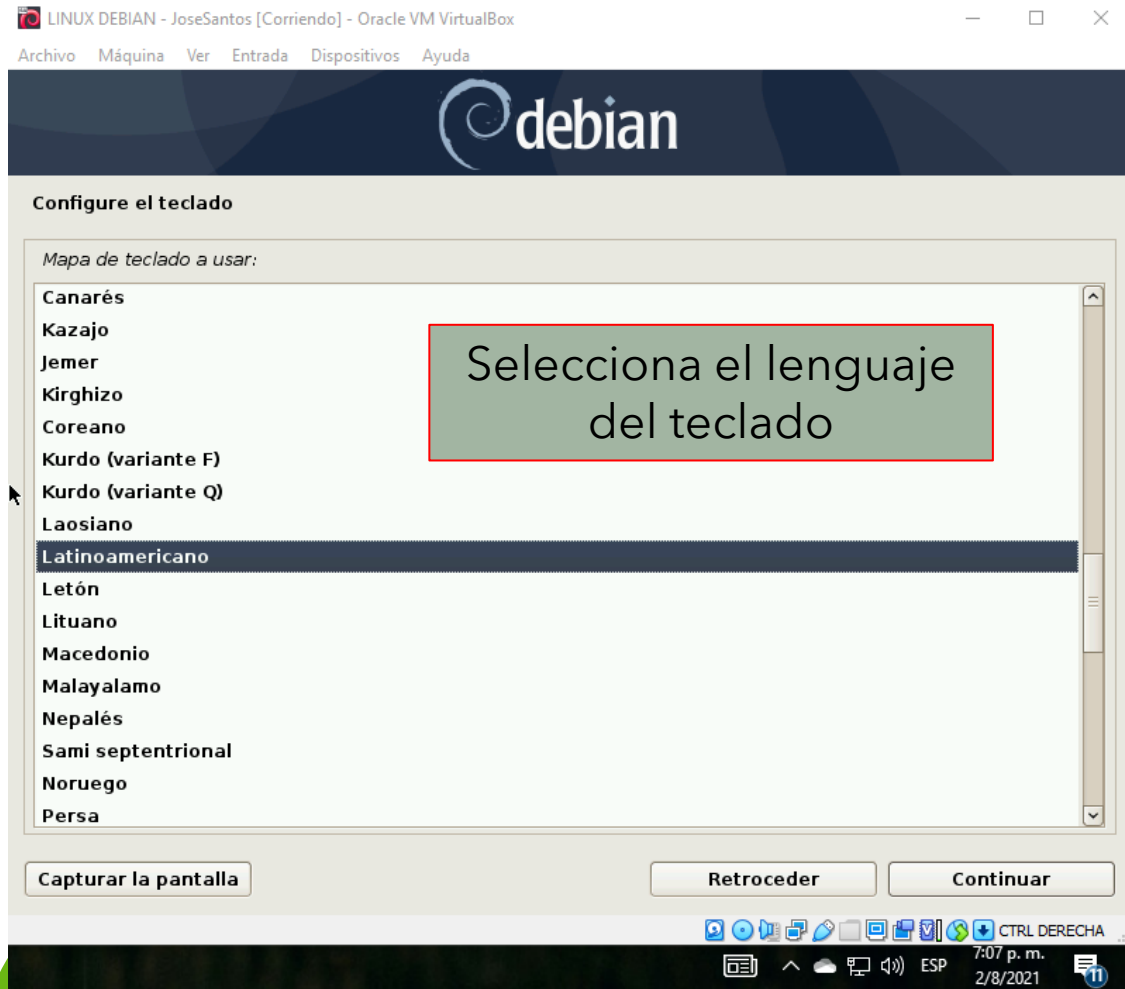 LINUX DEBIAN - JoseSantos [Corriendo] - Oracle VM VirtualBox
Archivo Máquina Ver Entrada Dispositivos Ayuda
debian
Configure el teclado
Mapa de teclado a usar:
Canarés
Kazajo
Jemer
Kirghizo
Coreano
Kurdo (variante F)
Kurdo (variante Q)
Laosiano
Latinoamericano
Letón
Lituano
Macedonio
Malayalamo
Nepalés
Sami septentrional
Noruego
Persa
Selecciona el lenguaje
del teclado
Capturar la pantalla Retroceder Continuar
CTRL DERECHA
ESP 7:07 p. m.
2/8/2021 11